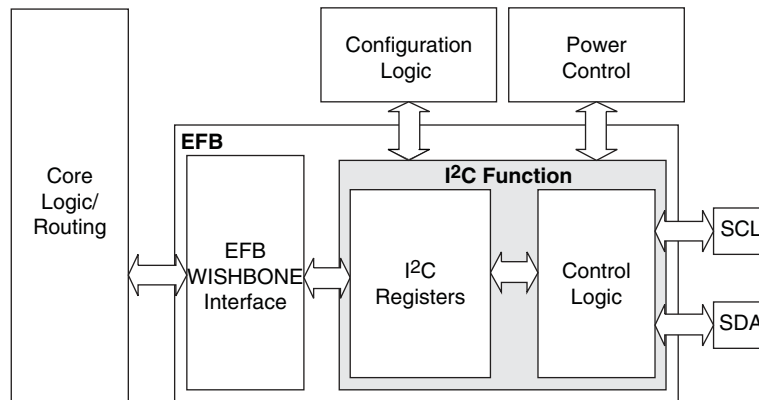 Configuration
Logic
Power
Control
EFB
Core
Logic/
Routing
I²C Function
EFB
WISHBONE
Interface
I²C
Registers
Control
Logic
SCL
SDA